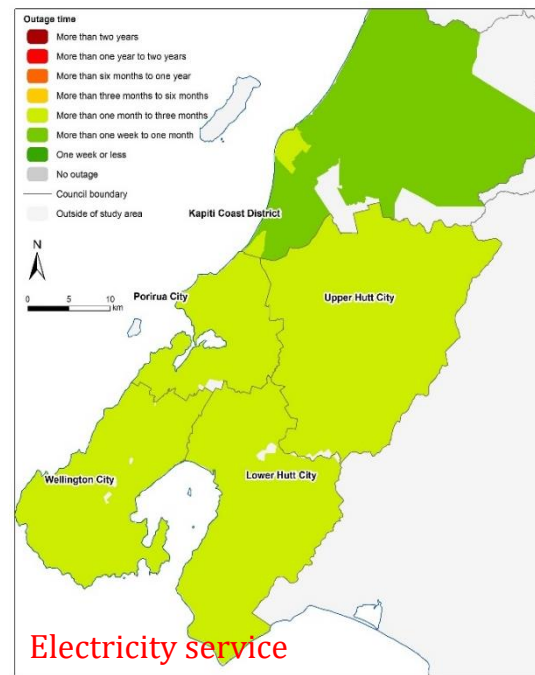 Outage time
More than two years
More than one year to two years
More than six months to one year
More than three months to six months
More than one month to three months
More than one week to one month
One week or less
No outage
Council boundary
Outside of study area
Kapiti Coast District
N
0 5 10
km
Porirua City
Upper Hutt City
Wellington City
Lower Hutt City
Electricity service